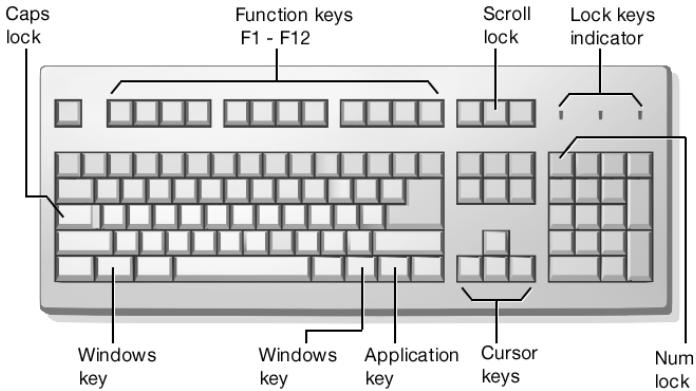 Caps
lock
Function keys
F1 - F12
Scroll
lock
Lock keys
indicator
Windows
key
Windows
key
Application
key
Cursor
keys
Num
lock